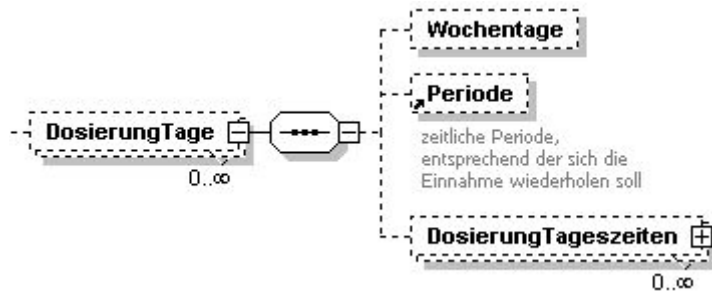 Wochentage
Periode
zeitliche Periode,
entsprechend der sich die
Einnahme wiederholen soll
DosierungTage
0..∞
DosierungTageszeiten
0..∞